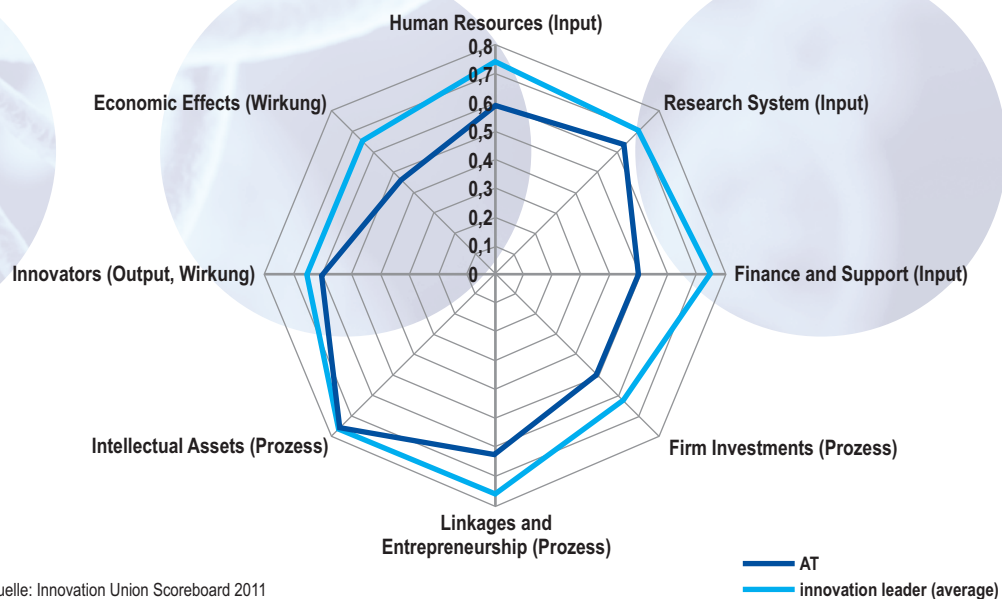 Human Resources (Input)
0,8
0,7
0,6
0,5
0,4
0,3
0,2
0,1
0
Economic Effects (Wirkung)
Research System (Input)
Innovators (Output, Wirkung)
Finance and Support (Input)
Intellectual Assets (Prozess)
Firm Investments (Prozess)
Linkages and
Entrepreneurship (Prozess)
AT
innovation leader (average)
uelle: Innovation Union Scoreboard 2011